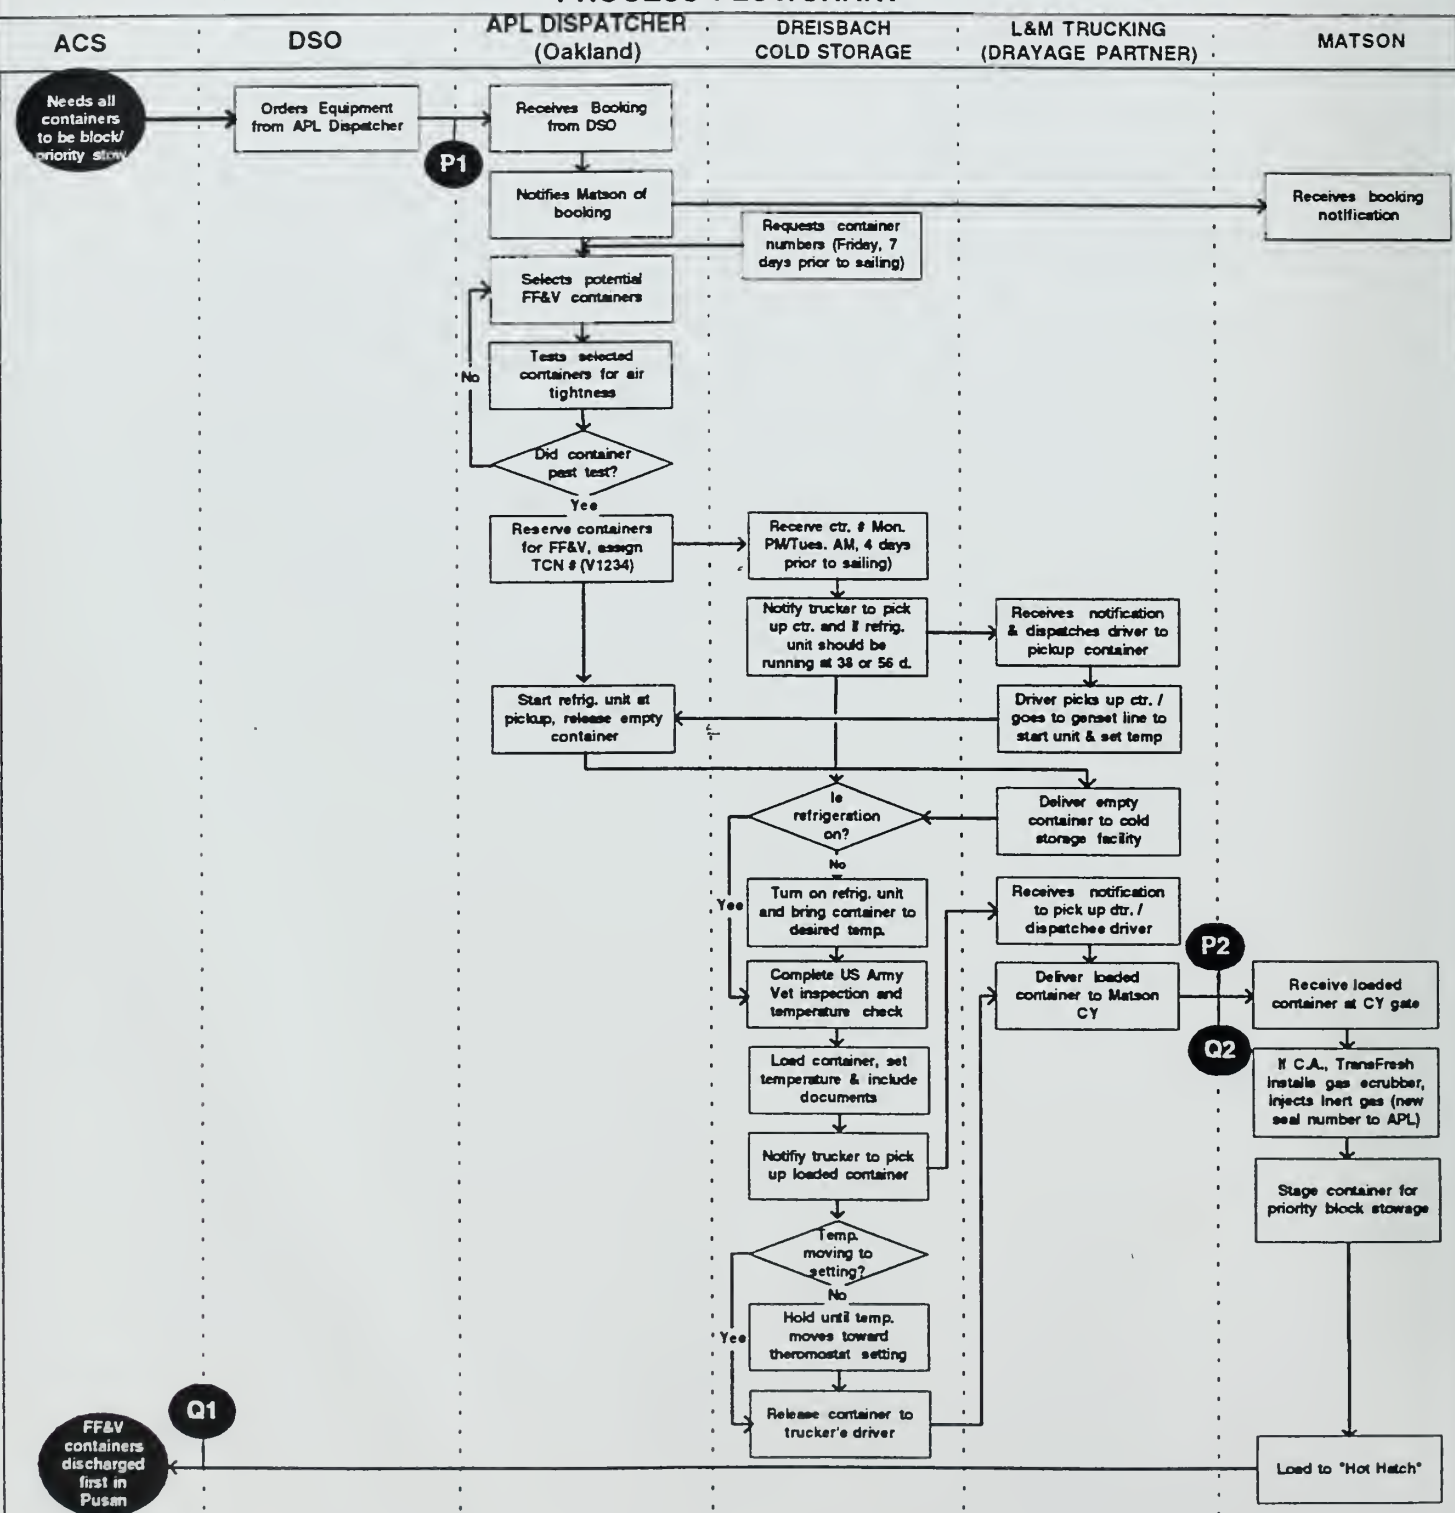 PROCESS FLOWCHART
ACS
DSO
APL DISPATCHER
(Oakland)
DREISBACH
COLD STORAGE
L&M TRUCKING
(DRAYAGE PARTNER)
MATSON
Needs all
containers
to be block/
priority stow
Orders Equipment
from APL Dispatcher
P1
Receives Booking
from DSO
Notifies Matson of
booking
Receives booking
notification
Requests container
numbers (Friday, 7
days prior to sailing)
Selects potential
FF&V containers
Tests selected
containers for air
tightness
No
Did container
past test?
Yes
Reserve containers
for FF&V, assign
TCN # (V1234)
Receive ctr. # Mon.
PM/Tues. AM, 4 days
prior to sailing)
Notify trucker to pick
up ctr. and if refrig.
unit should be
running at 38 or 56 d.
Receives notification
& dispatches driver to
pickup container
Start refrig. unit at
pickup, release empty
container
Driver picks up ctr. /
goes to genset line to
start unit & set temp
Is
refrigeration
on?
Deliver empty
container to cold
storage facility
No
Yes
Turn on refrig. unit
and bring container to
desired temp.
Receives notification
to pick up ctr. /
dispatches driver
P2
Complete US Army
Vet inspection and
temperature check
Deliver loaded
container to Matson
CY
Receive loaded
container at CY gate
Q2
Load container, set
temperature & include
documents
If C.A., TransFresh
installs gas scrubber,
injects inert gas (new
seal number to APL)
Notifiy trucker to pick
up loaded container
Stage container for
priority block stowage
Temp.
moving to
setting?
No
Yes
Hold until temp.
moves toward
theromostat setting
Release container to
trucker's driver
Q1
FF&V
containers
discharged
first in
Pusan
Load to "Hot Hatch"